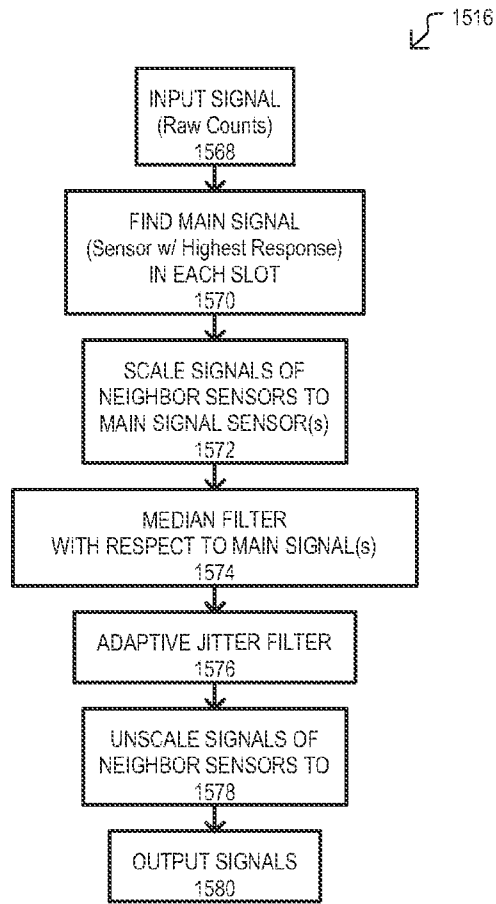 1516
INPUT SIGNAL
(Raw Counts)
1568
FIND MAIN SIGNAL
(Sensor w/ Highest Response)
IN EACH SLOT
1570
SCALE SIGNALS OF
NEIGHBOR SENSORS TO
MAIN SIGNAL SENSOR(s)
1572
MEDIAN FILTER
WITH RESPECT TO MAIN SIGNAL(s)
1574
ADAPTIVE JITTER FILTER
1576
UNSCALE SIGNALS OF
NEIGHBOR SENSORS TO
1578
OUTPUT SIGNALS
1580